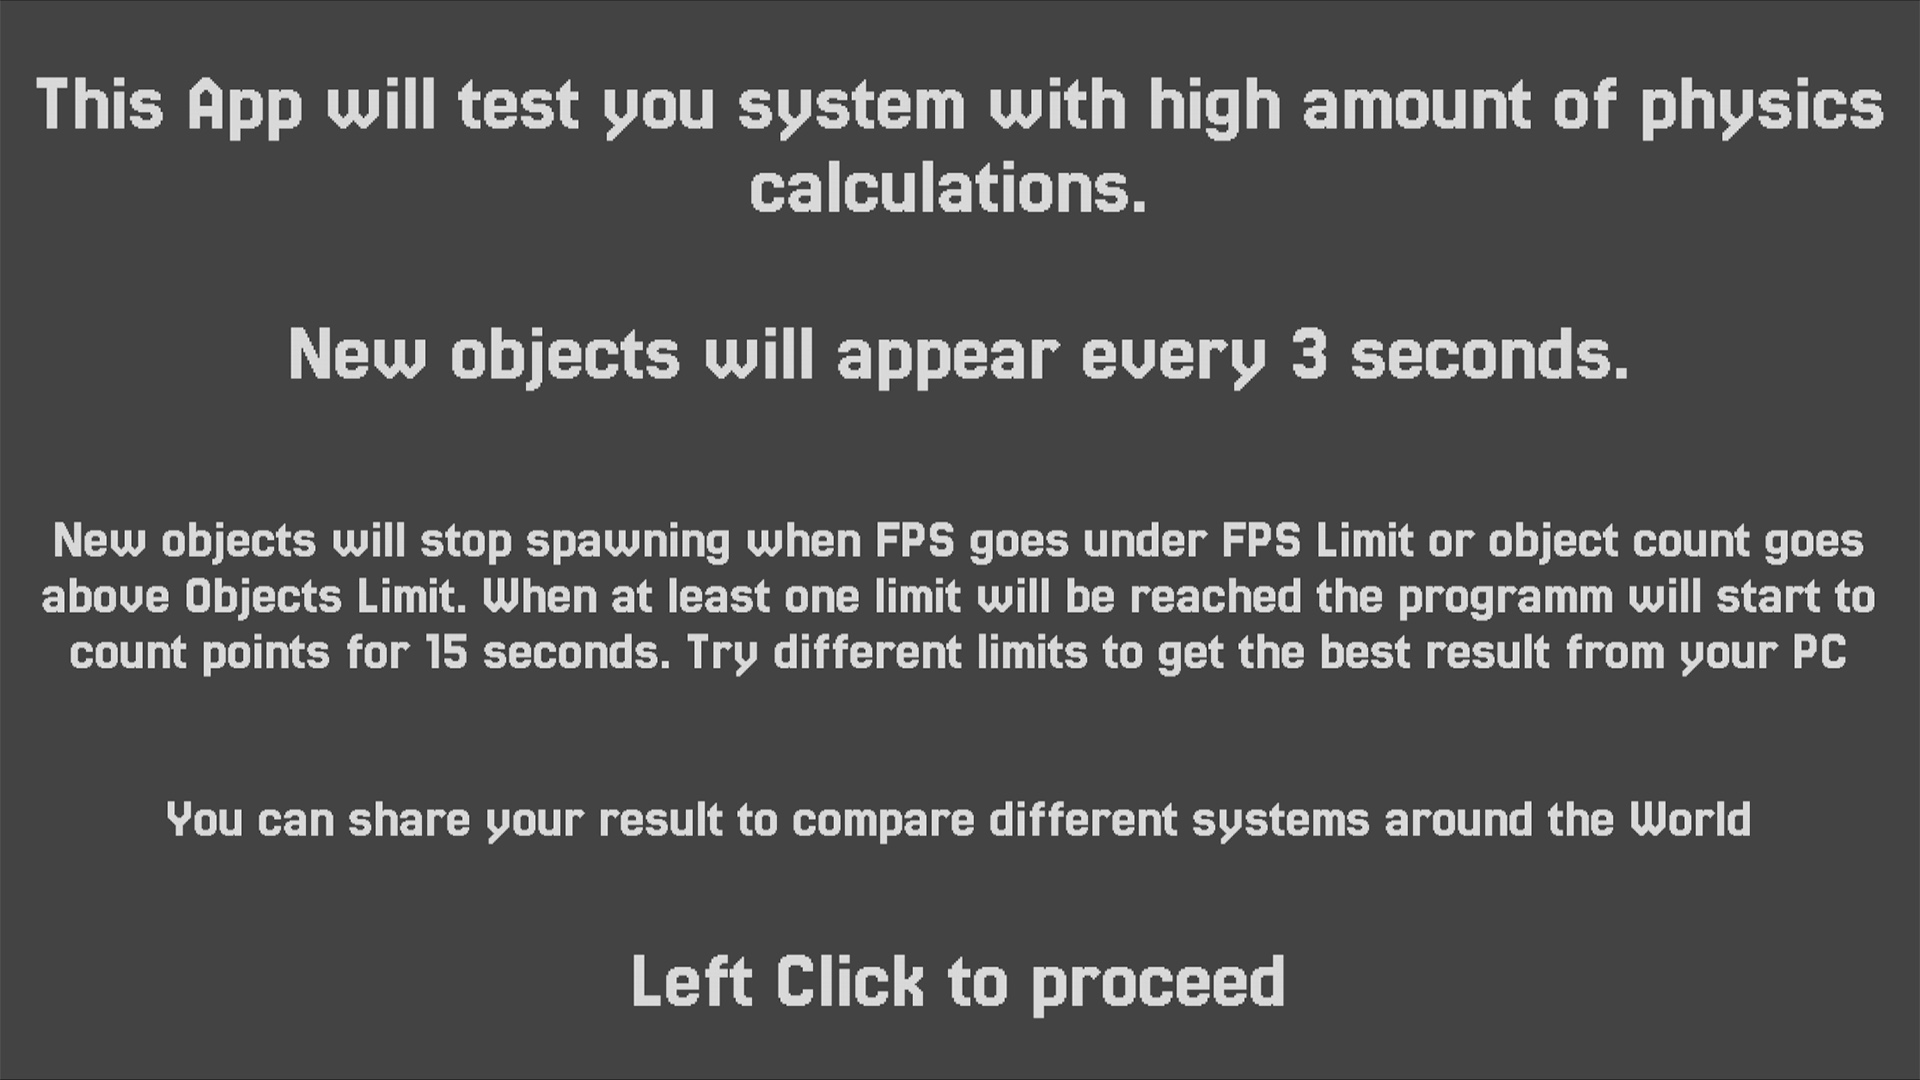 This App will test you system with high amount of physics
calculations.
New objects will appear every 3 seconds.
New objects will stop spawning when FPS goes under FPS Limit or object count goes
above Objects Limit. When at least one limit will be reached the programm will start to
count points for 15 seconds. Try different limits to get the best result from your PC
You can share your result to compare different systems around the World
Left Click to proceed